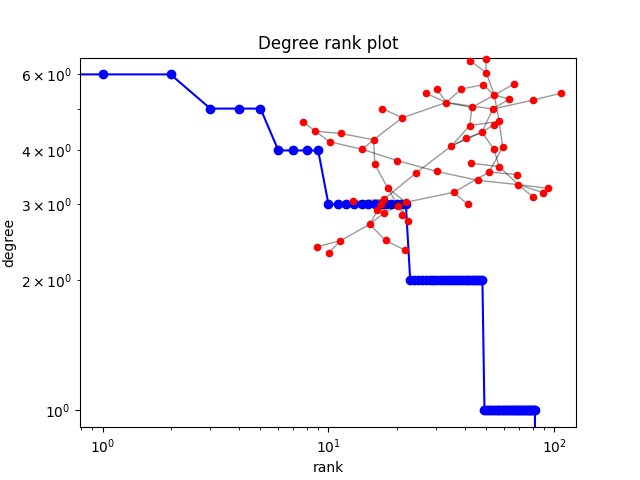 Degree rank plot
6 × 10⁰
4 × 10⁰
3 × 10⁰
2 × 10⁰
10⁰
degree
10⁰ 10¹ 10²
rank